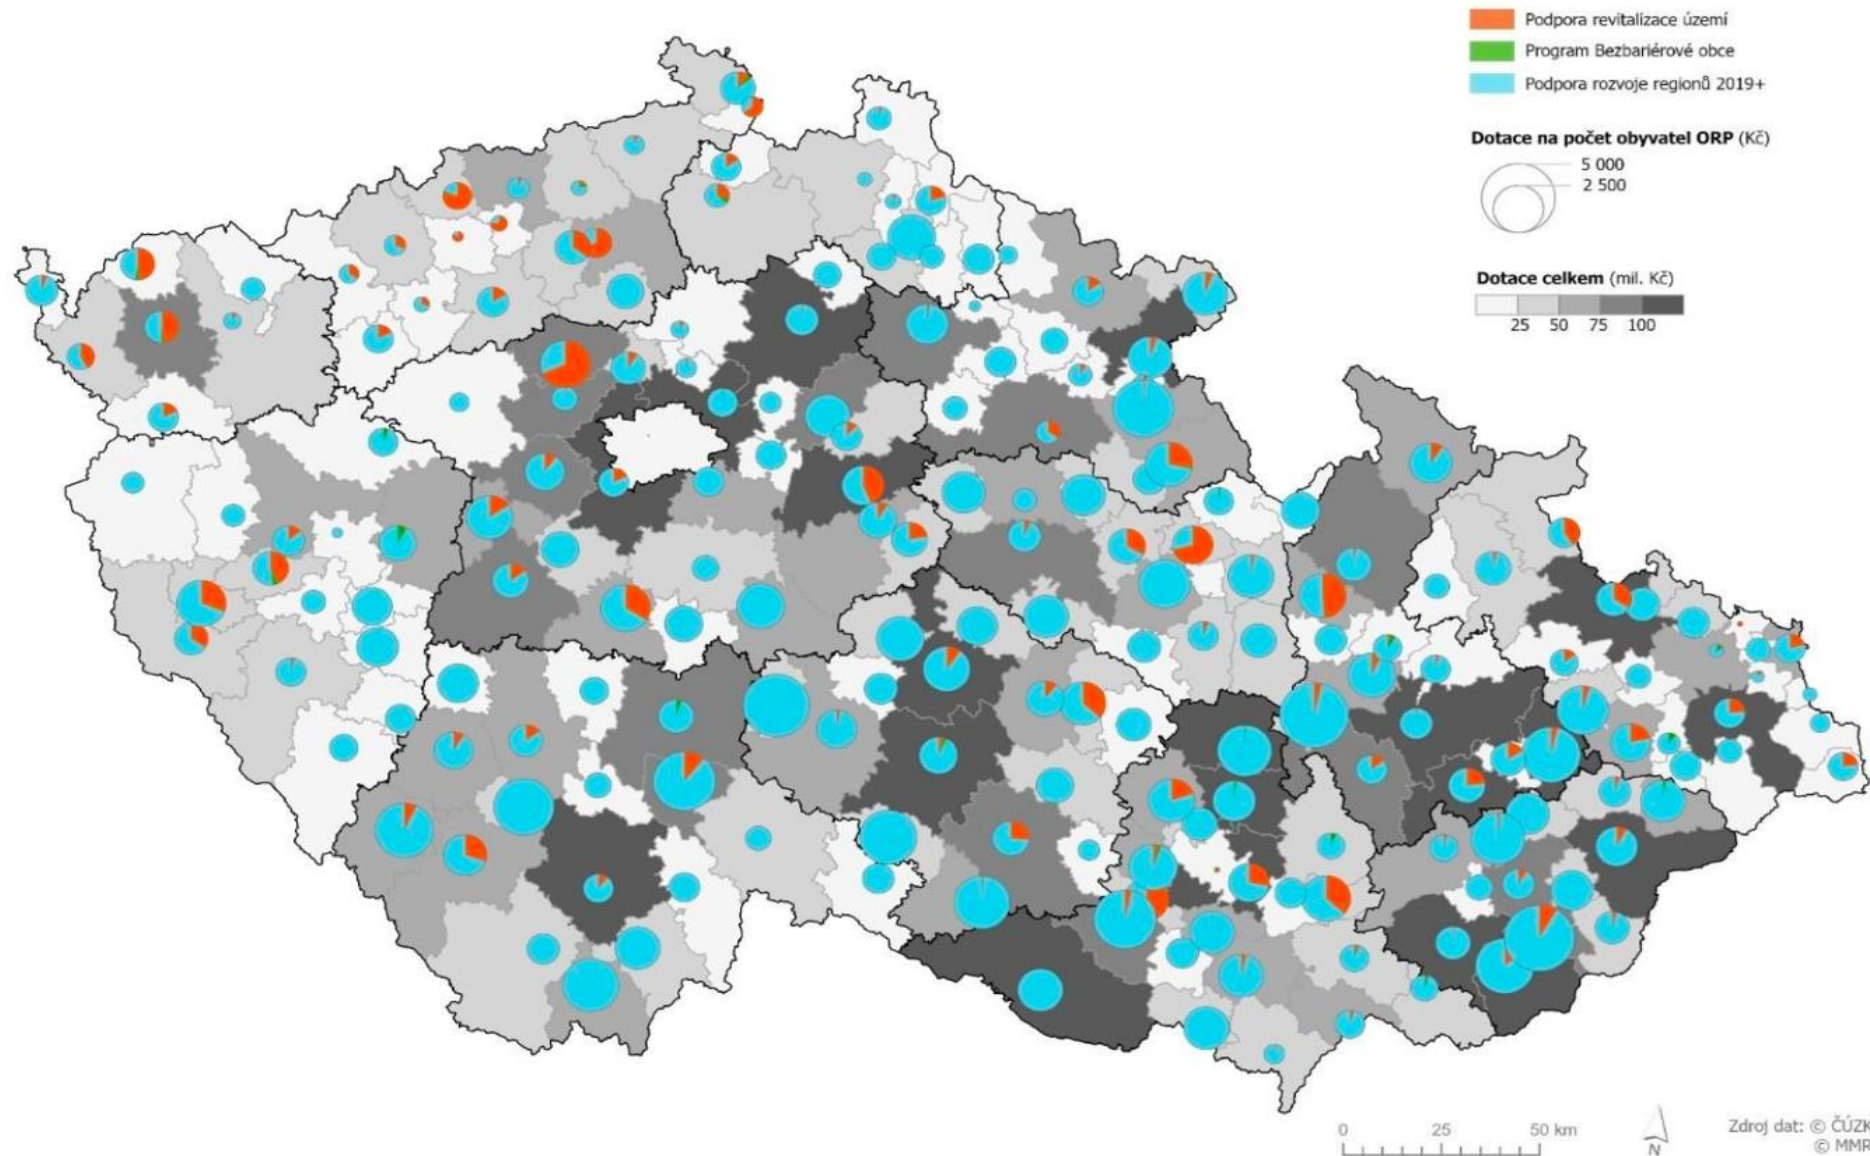 Podpora revitalizace území
Program Bezbariérové obce
Podpora rozvoje regionů 2019+
Dotace na počet obyvatel ORP (Kč)
5 000
2 500
Dotace celkem (mil. Kč)
25 50 75 100
0 25 50 km
N
Zdroj dat: © ČÚZK
© MMR